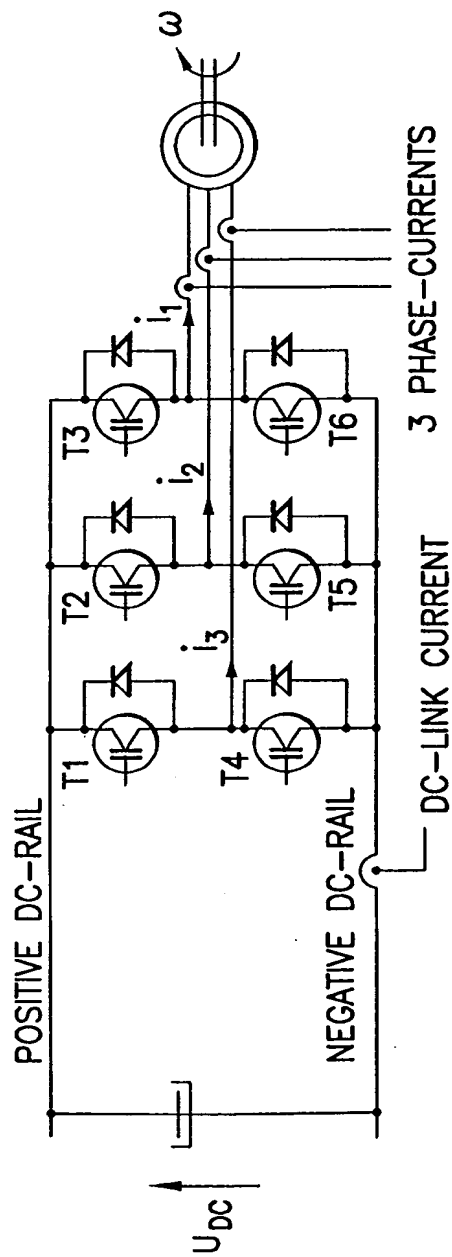 POSITIVE DC-RAIL
T1
T2
T3
i1
i2
i3
ω
UDC
T4
T5
T6
NEGATIVE DC-RAIL
DC-LINK CURRENT
3 PHASE-CURRENTS